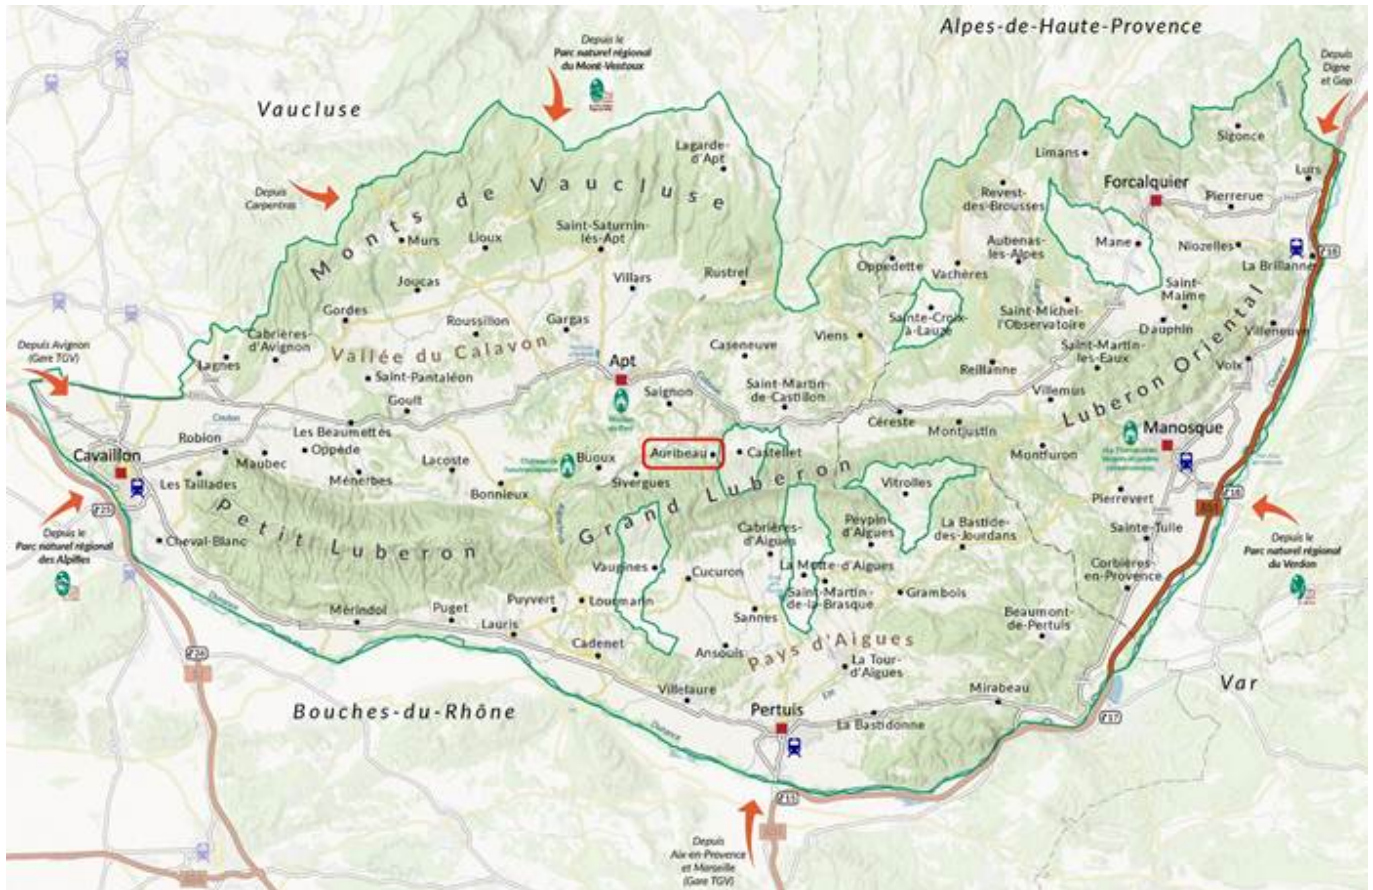 Alpes-de-Haute-Provence
Depuis le
Parc naturel régional
du Mont-Ventoux
Depuis
Digne
et Gap
Vaucluse
Sigonce
Lagarde-
d'Apt
Limans
Lurs
Forcalquier
Depuis
Carpentras
Monts de Vaucluse
Revest-
des-Brousses
Pierrerue
Saint-Saturnin-
lès-Apt
Murs
Lioux
Aubenas-
les-Alpes
Mane
Niozelles
La Brillanne
Oppedette
Vachères
Villars
Rustrel
Joucas
Saint-
Maime
Gordes
Roussillon
Gargas
Sainte-Croix-
à-Lauze
Saint-Michel-
l'Observatoire
Dauphin
Villeneuve
Cabrières-
d'Avignon
Vallée du Calavon
Viens
Saint-Martin-
les-Eaux
Luberon Oriental
Depuis Avignon
(Gare TGV)
Lagnes
Caseneuve
Apt
Volx
Saint-Pantaléon
Reillanne
Saignon
Saint-Martin-
de-Castillon
Villemus
Goult
Durance
Les Beaumettes
Céreste
Montjustin
Manosque
Robion
Oppède
Maubec
Cavaillon
Auribeau
Castellet
Montfuron
Lacoste
Buoux
Ménerbes
Sivergues
Les Taillades
Bonnieux
Vitrolles
Pierrevert
Z18
Z18
Z25
Grand Luberon
Petit Luberon
Peypin-
d'Aigues
La Bastide-
des-Jourdans
Sainte-Tulle
Depuis le
Parc naturel régional
des Alpilles
Cabrières-
d'Aigues
Depuis le
Parc naturel régional
du Verdon
Cheval-Blanc
Vaugines
Cucuron
La Motte-d'Aigues
Corbières-
en-Provence
Saint-Martin-
de-la-Brasque
Grambois
Durance
Mérindol
Puget
Puyvert
Lourmarin
Sannes
Beaumont-
de-Pertuis
Lauris
Cadenet
Ansouis
Pays d'Aigues
La Tour-
d'Aigues
Z26
Villelaure
Mirabeau
Var
Bouches-du-Rhône
Pertuis
La Bastidonne
Z17
Durance
Z15
Depuis
Aix-en-Provence
et Marseille
(Gare TGV)